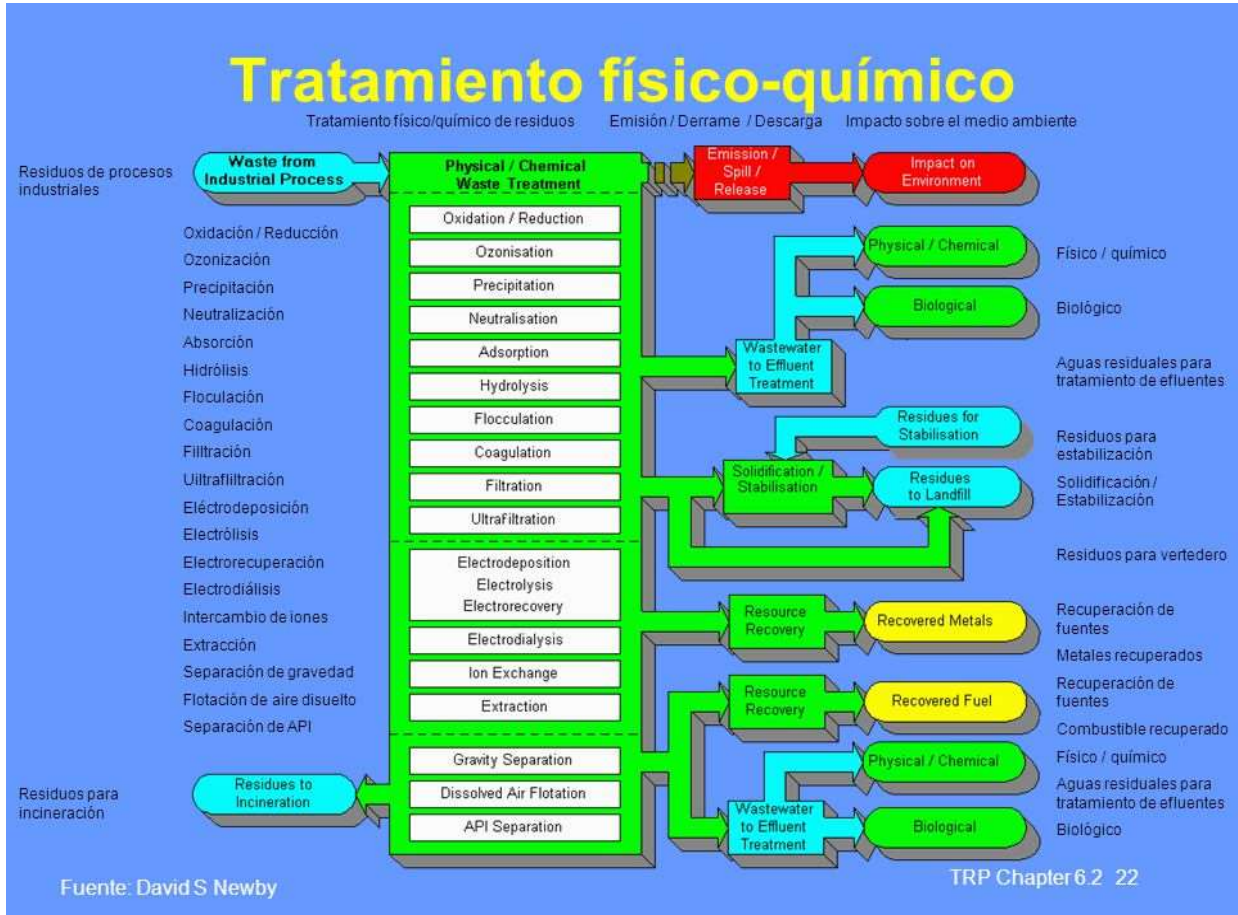 Tratamiento físico-químico
Tratamiento físico/químico de residuos
Emisión / Derrame / Descarga
Impacto sobre el medio ambiente
Residuos de procesos
industriales
Waste from
Industrial Process
Physical / Chemical
Waste Treatment
Emission /
Spill /
Release
Impact on
Environment
Oxidación / Reducción
Ozonización
Precipitación
Neutralización
Absorción
Hidrólisis
Floculación
Coagulación
Filltración
Uiltrafliltración
Eléctrodeposición
Electrólisis
Electrorecuperación
Electrodiálisis
Intercambio de iones
Extracción
Separación de gravedad
Flotación de aire disuelto
Separación de API
Residuos para
incineración
Residues to
Incineration
Oxidation / Reduction
Ozonisation
Precipitation
Neutralisation
Adsorption
Hydrolysis
Flocculation
Coagulation
Filtration
Ultrafiltration
Electrodeposition
Electrolysis
Electrorecovery
Electrodialysis
Ion Exchange
Extraction
Gravity Separation
Dissolved Air Flotation
API Separation
Physical / Chemical
Biological
Wastewater
to Effluent
Treatment
Residues for
Stabilisation
Solidification /
Stabilisation
Residues
to Landfill
Resource
Recovery
Recovered Metals
Resource
Recovery
Recovered Fuel
Physical / Chemical
Wastewater
to Effluent
Treatment
Biological
Físico / químico
Biológico
Aguas residuales para
tratamiento de efluentes
Residuos para
estabilización
Solidificación /
Estabilización
Residuos para vertedero
Recuperación de
fuentes
Metales recuperados
Recuperación de
fuentes
Combustible recuperado
Físico / químico
Aguas residuales para
tratamiento de efluentes
Biológico
Fuente: David S Newby
TRP Chapter 6.2 22